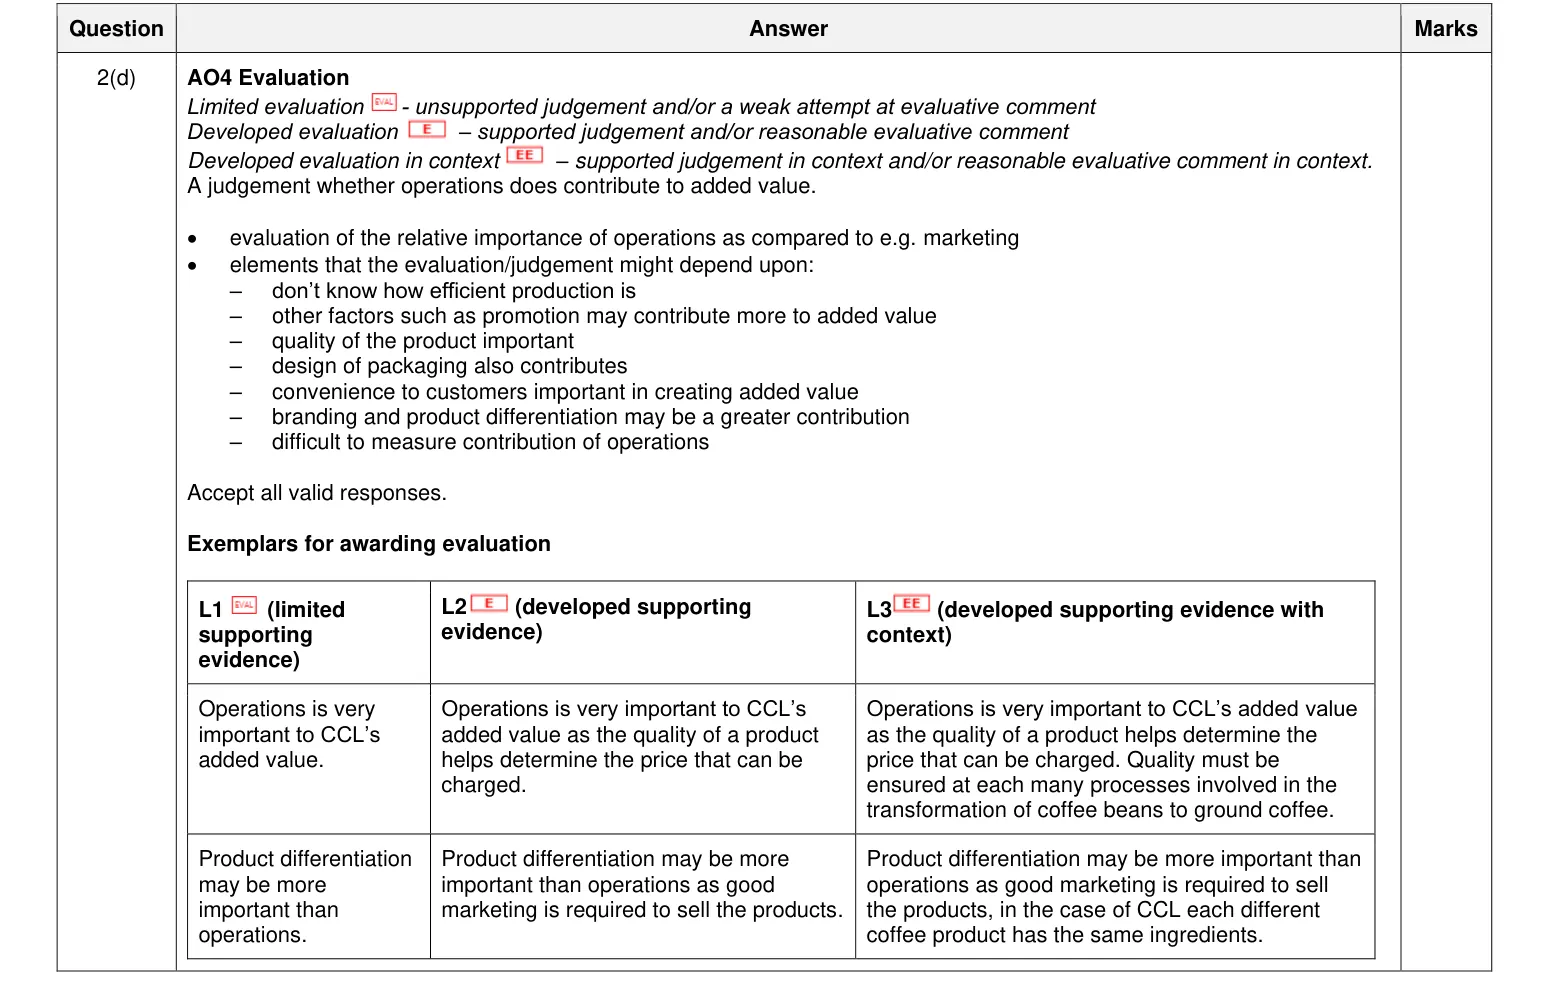 Question Answer Marks
2(d) AO4 Evaluation
Limited evaluation EVAL - unsupported judgement and/or a weak attempt at evaluative comment
Developed evaluation E – supported judgement and/or reasonable evaluative comment
Developed evaluation in context EE – supported judgement in context and/or reasonable evaluative comment in context.
A judgement whether operations does contribute to added value.
• evaluation of the relative importance of operations as compared to e.g. marketing
• elements that the evaluation/judgement might depend upon:
– don’t know how efficient production is
– other factors such as promotion may contribute more to added value
– quality of the product important
– design of packaging also contributes
– convenience to customers important in creating added value
– branding and product differentiation may be a greater contribution
– difficult to measure contribution of operations
Accept all valid responses.
Exemplars for awarding evaluation
L1 EVAL (limited
supporting
evidence)
L2 E (developed supporting
evidence)
L3 EE (developed supporting evidence with
context)
Operations is very
important to CCL’s
added value.
Operations is very important to CCL’s
added value as the quality of a product
helps determine the price that can be
charged.
Operations is very important to CCL’s added value
as the quality of a product helps determine the
price that can be charged. Quality must be
ensured at each many processes involved in the
transformation of coffee beans to ground coffee.
Product differentiation
may be more
important than
operations.
Product differentiation may be more
important than operations as good
marketing is required to sell the products.
Product differentiation may be more important than
operations as good marketing is required to sell
the products, in the case of CCL each different
coffee product has the same ingredients.